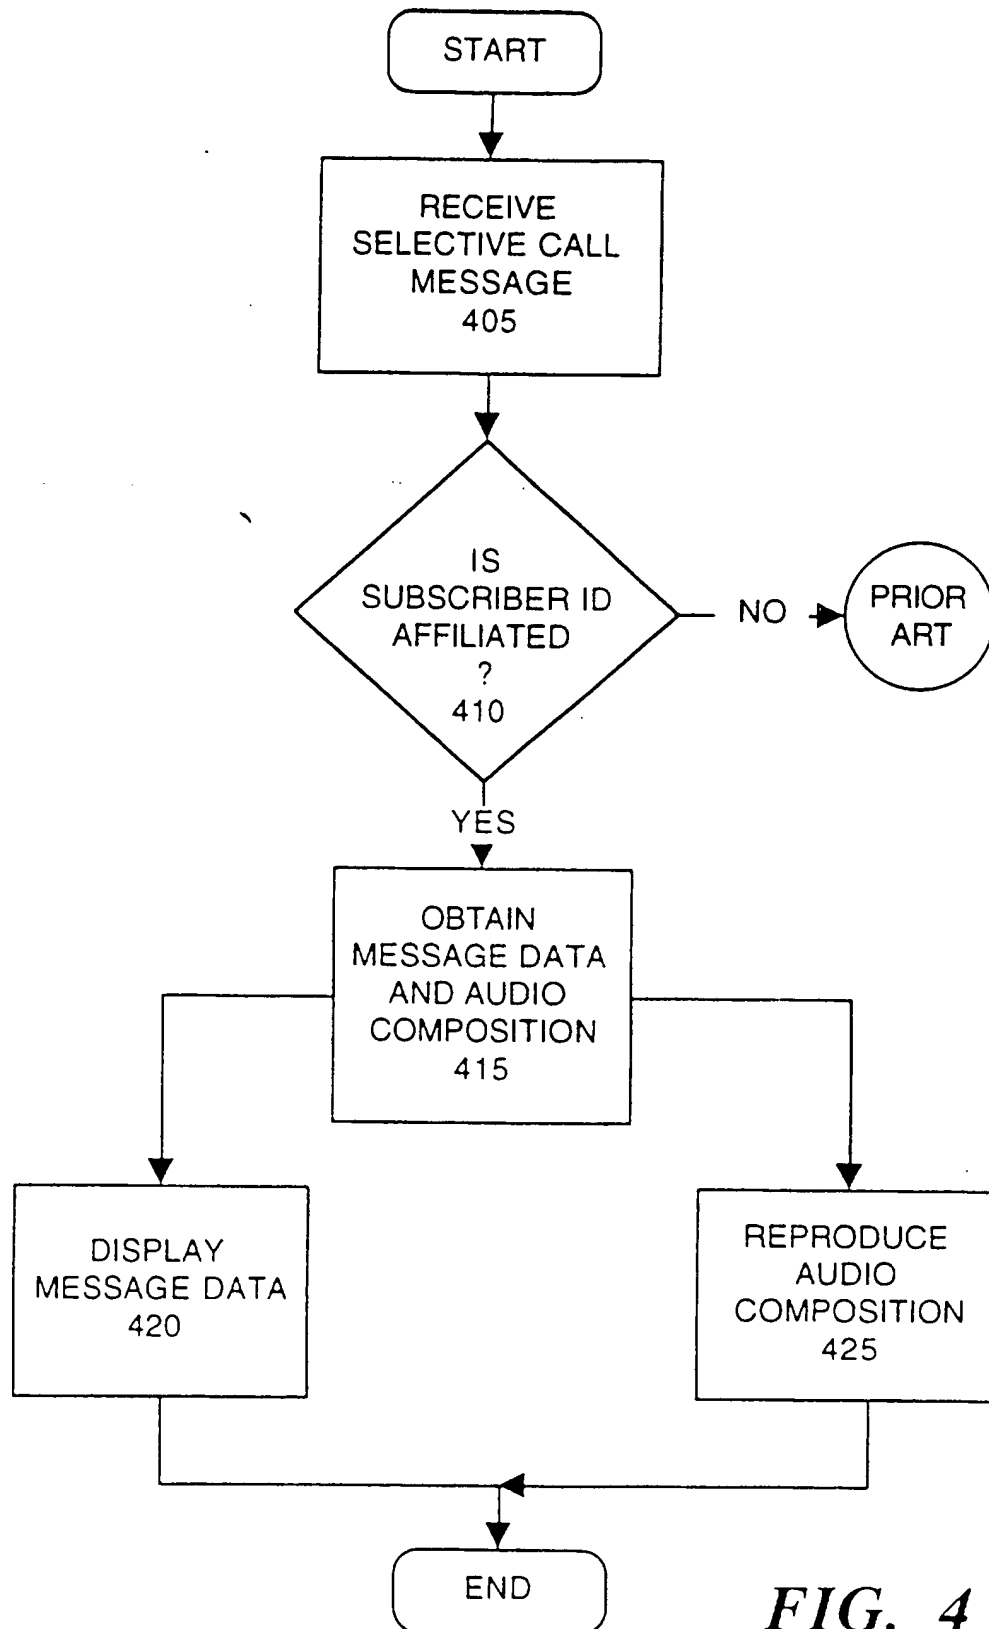 START
RECEIVE
SELECTIVE CALL
MESSAGE
405
IS
SUBSCRIBER ID
AFFILIATED
?
410
NO
PRIOR
ART
YES
OBTAIN
MESSAGE DATA
AND AUDIO
COMPOSITION
415
DISPLAY
MESSAGE DATA
420
REPRODUCE
AUDIO
COMPOSITION
425
END
FIG. 4